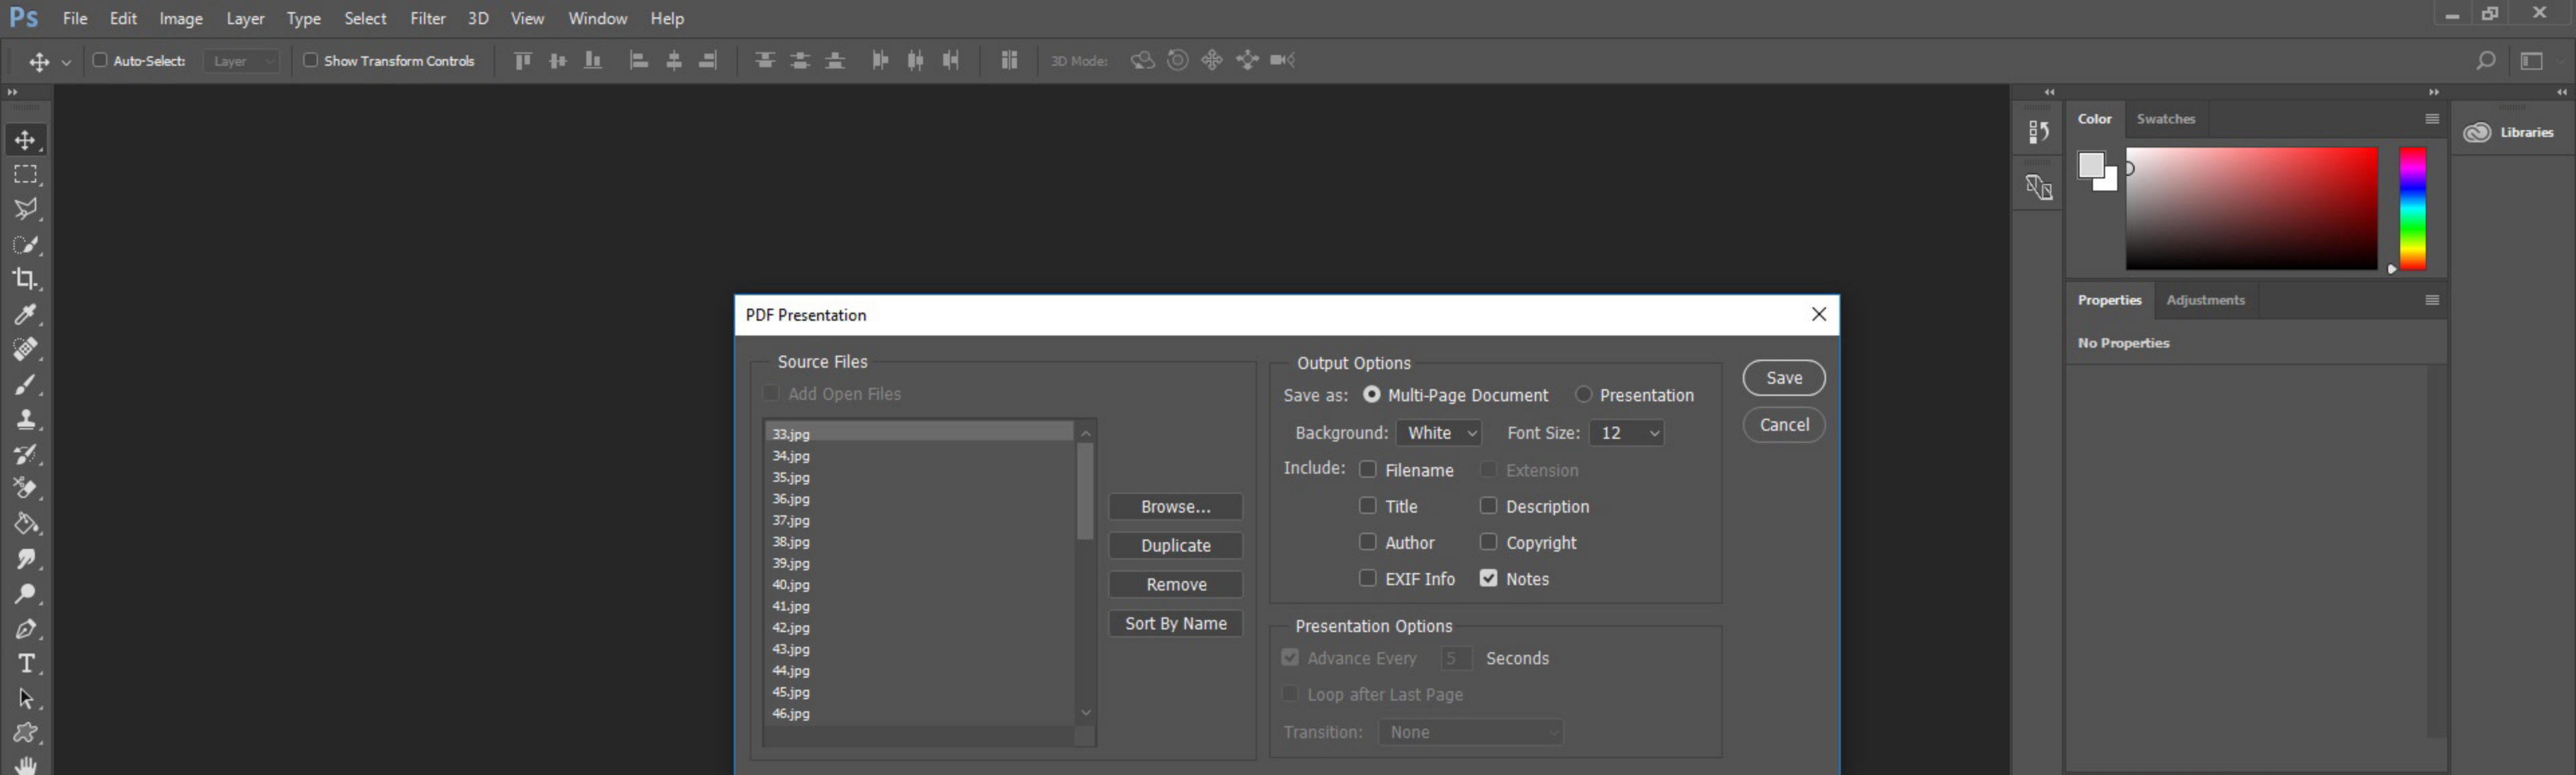 Ps File Edit Image Layer Type Select Filter 3D View Window Help
Auto-Select: Layer Show Transform Controls 3D Mode:
Color Swatches
Libraries
Properties Adjustments
No Properties
PDF Presentation
Source Files
Add Open Files
33.jpg
34.jpg
35.jpg
36.jpg
37.jpg
38.jpg
39.jpg
40.jpg
41.jpg
42.jpg
43.jpg
44.jpg
45.jpg
46.jpg
Browse...
Duplicate
Remove
Sort By Name
Output Options
Save as: Multi-Page Document Presentation
Background: White Font Size: 12
Include: Filename Extension
Title Description
Author Copyright
EXIF Info Notes
Presentation Options
Advance Every 5 Seconds
Loop after Last Page
Transition: None
Save
Cancel